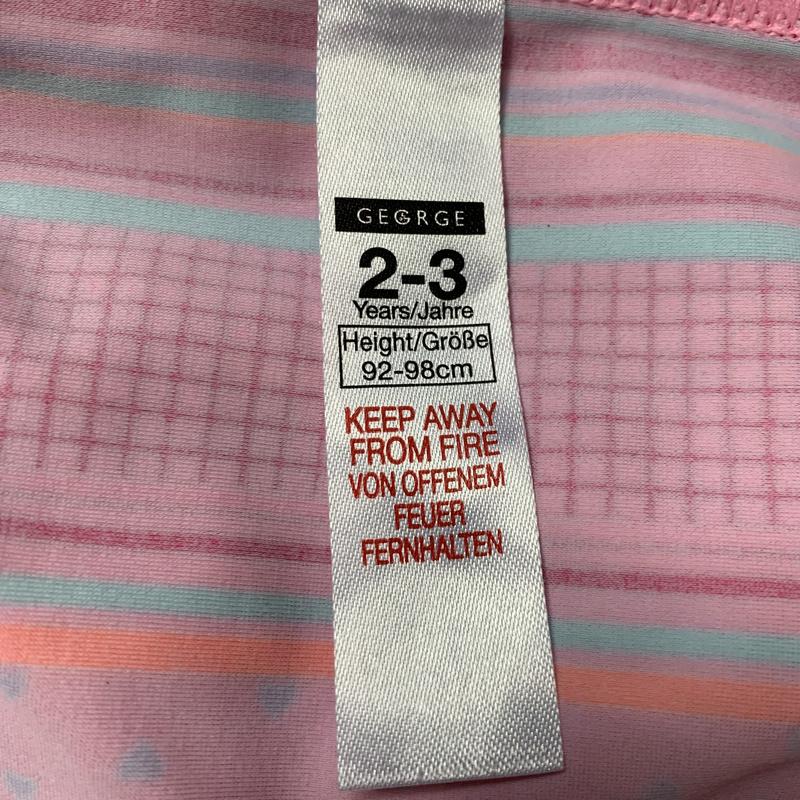 GEORGE
2-3
Years/Jahre
Height/Größe
92-98cm
KEEP AWAY
FROM FIRE
VON OFFENEM
FEUER
FERNHALTEN